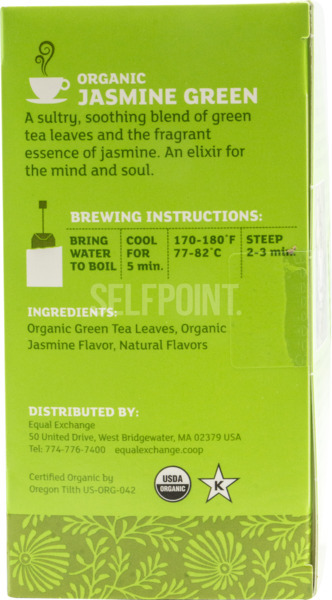 ORGANIC
JASMINE GREEN
A sultry, soothing blend of green
tea leaves and the fragrant
essence of jasmine. An elixir for
the mind and soul.
BREWING INSTRUCTIONS:
BRING WATER TO BOIL
COOL FOR 5 min.
170-180°F 77-82°C
STEEP 2-3 min.
SELFPOINT.
INGREDIENTS:
Organic Green Tea Leaves, Organic
Jasmine Flavor, Natural Flavors
DISTRIBUTED BY:
Equal Exchange
50 United Drive, West Bridgewater, MA 02379 USA
Tel: 774-776-7400 equalexchange.coop
Certified Organic by
Oregon Tilth US-ORG-042
USDA
ORGANIC
K